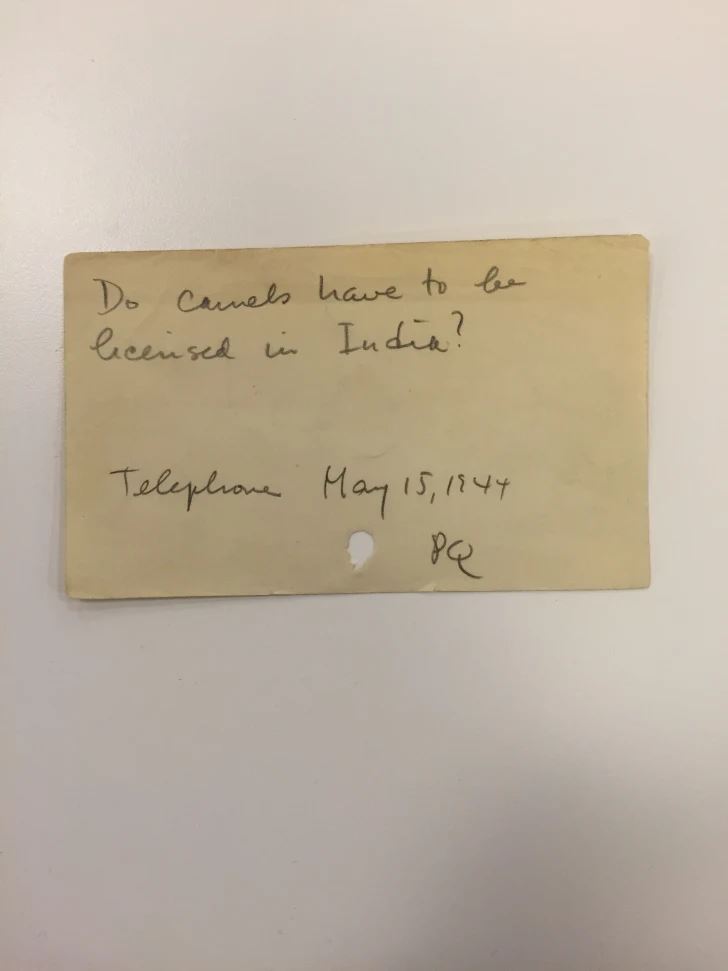 Do camels have to be
licensed in India?
Telephone May 15, 1944
PQ